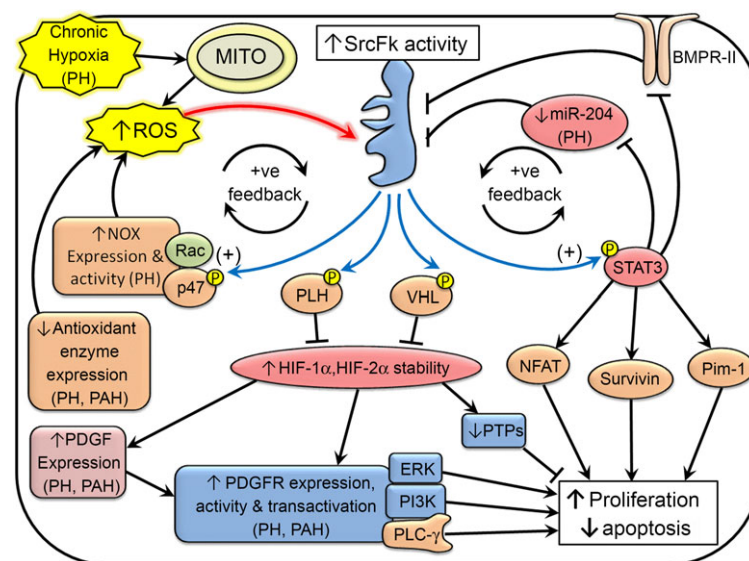 Chronic
Hypoxia
(PH)
MITO
↑SrcFk activity
BMPR-II
↑ROS
↓miR-204
(PH)
+ve
feedback
+ve
feedback
↑NOX
Expression &
activity (PH)
Rac
(+)
p47
P
P
PLH
P
VHL
(+)
P
STAT3
↓Antioxidant
enzyme
expression
(PH, PAH)
↑HIF-1α,HIF-2α stability
NFAT
Survivin
Pim-1
↑PDGF
Expression
(PH, PAH)
↓PTPs
↑ PDGFR expression,
activity & transactivation
(PH, PAH)
ERK
PI3K
PLC-γ
↑ Proliferation
↓ apoptosis